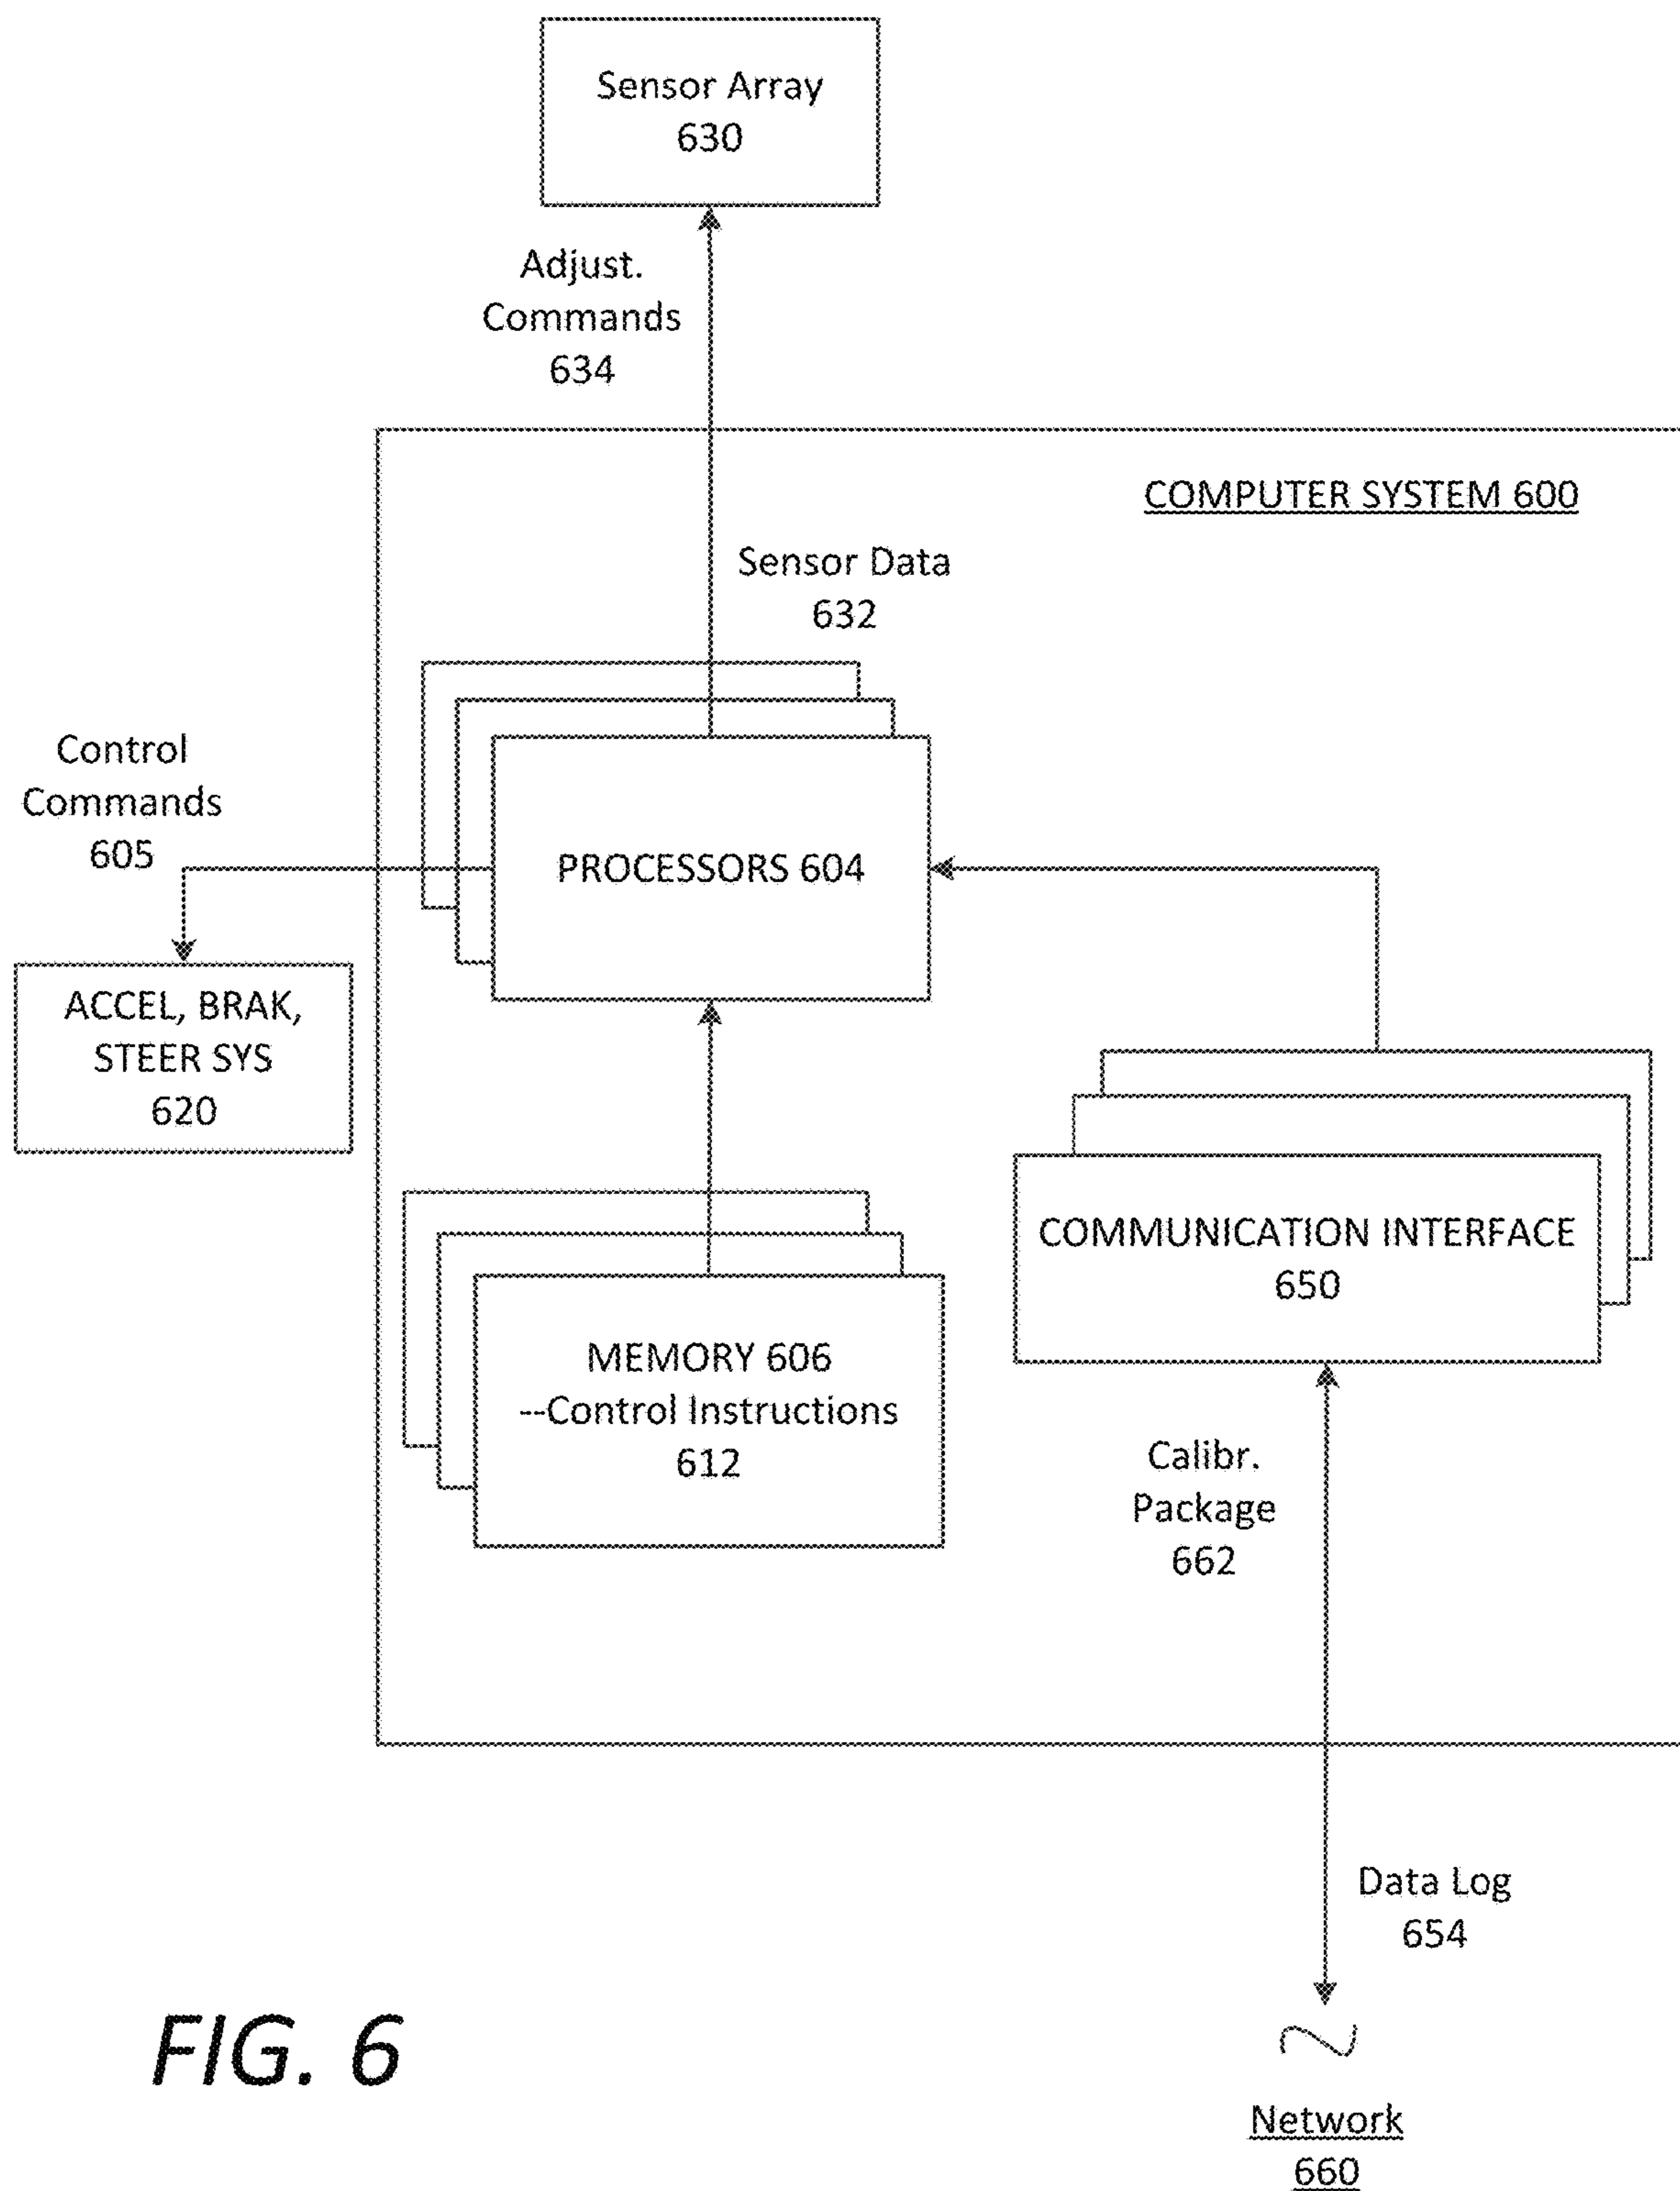 Sensor Array
630
Adjust.
Commands
634
COMPUTER SYSTEM 600
Sensor Data
632
Control
Commands
605
PROCESSORS 604
ACCEL, BRAK,
STEER SYS
620
COMMUNICATION INTERFACE
650
MEMORY 606
---Control Instructions
612
Calibr.
Package
662
Data Log
654
FIG. 6
Network
660